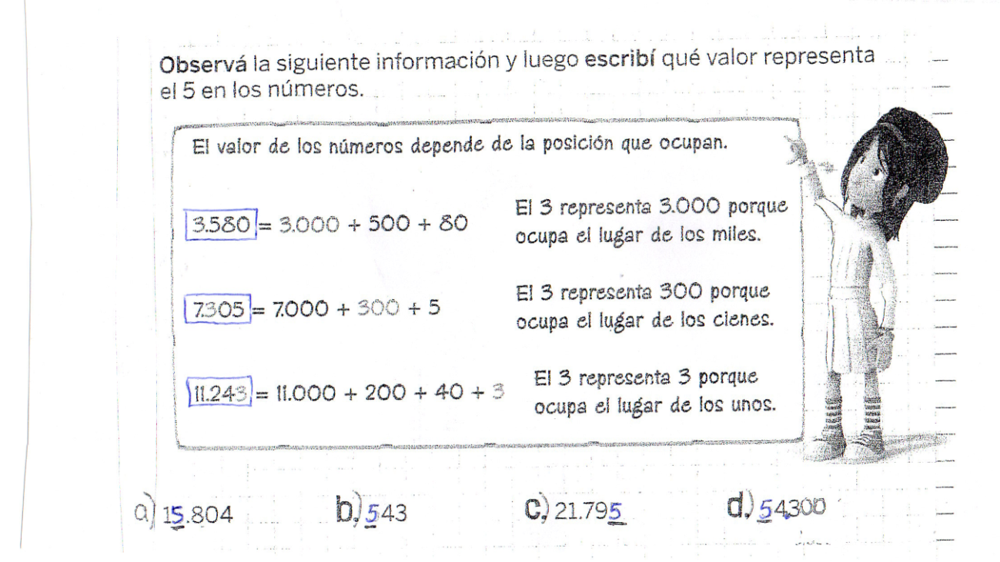 Observá la siguiente información y luego escribí qué valor representa
el 5 en los números.
El valor de los números depende de la posición que ocupan.
3.580 = 3.000 + 500 + 80
El 3 representa 3.000 porque
ocupa el lugar de los miles.
7.305 = 7.000 + 300 + 5
El 3 representa 300 porque
ocupa el lugar de los cienes.
11.243 = 11.000 + 200 + 40 + 3
El 3 representa 3 porque
ocupa el lugar de los unos.
a) 15.804 b) 543 c) 21.795 d) 54.300